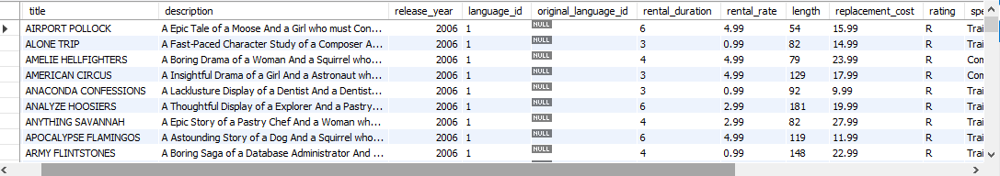 title description release_year language_id original_language_id rental_duration rental_rate length replacement_cost rating spe
AIRPORT POLLOCK A Epic Tale of a Moose And a Girl who must Con... 2006 1 NULL 6 4.99 54 15.99 R Trai
ALONE TRIP A Fast-Paced Character Study of a Composer A... 2006 1 NULL 3 0.99 82 14.99 R Trai
AMELIE HELLFIGHTERS A Boring Drama of a Woman And a Squirrel who... 2006 1 NULL 4 4.99 79 23.99 R Com
AMERICAN CIRCUS A Insightful Drama of a Girl And a Astronaut wh... 2006 1 NULL 3 4.99 129 17.99 R Com
ANACONDA CONFESSIONS A Lacklusture Display of a Dentist And a Dentist... 2006 1 NULL 3 0.99 92 9.99 R Trai
ANALYZE HOOSIERS A Thoughtful Display of a Explorer And a Pastry... 2006 1 NULL 6 2.99 181 19.99 R Trai
ANYTHING SAVANNAH A Epic Story of a Pastry Chef And a Woman wh... 2006 1 NULL 4 2.99 82 27.99 R Trai
APOCALYPSE FLAMINGOS A Astounding Story of a Dog And a Squirrel wh... 2006 1 NULL 6 4.99 119 11.99 R Trai
ARMY FLINTSTONES A Boring Saga of a Database Administrator And ... 2006 1 NULL 4 0.99 148 22.99 R Trai